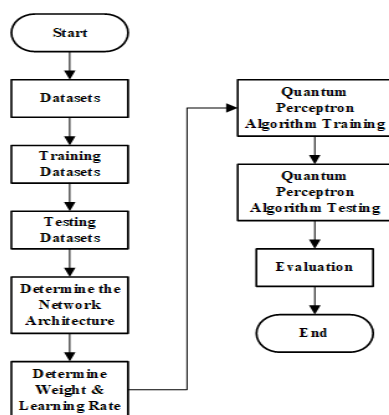 Start
Datasets
Training
Datasets
Testing
Datasets
Determine the
Network
Architecture
Determine
Weight &
Learning Rate
Quantum
Perceptron
Algorithm Training
Quantum
Perceptron
Algorithm Testing
Evaluation
End